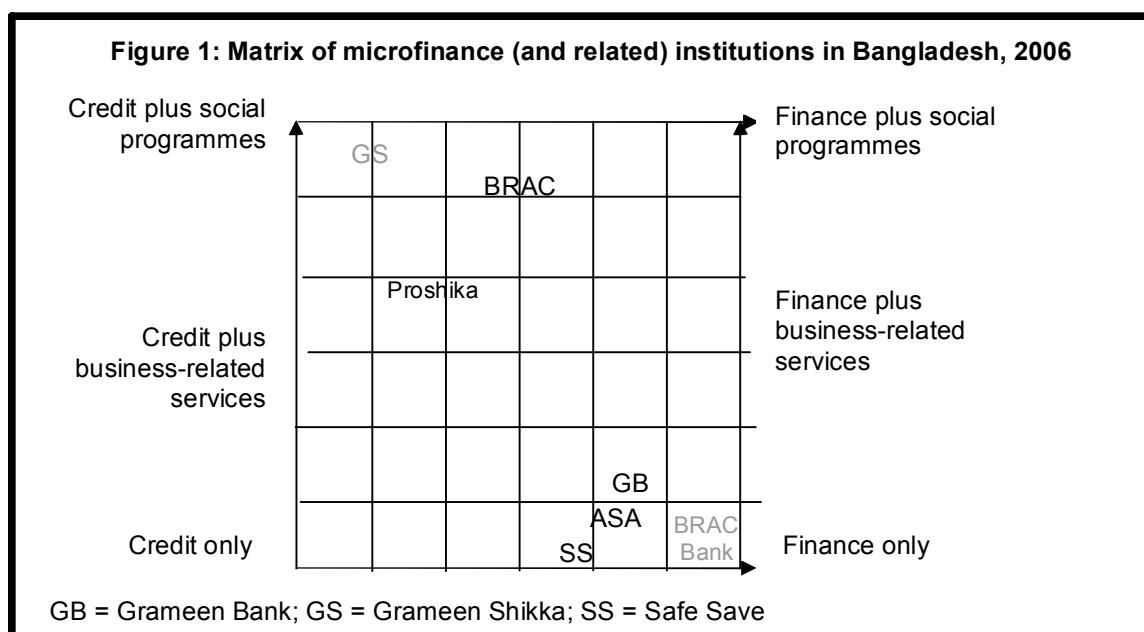 Figure 1: Matrix of microfinance (and related) institutions in Bangladesh, 2006
Credit plus social
programmes
Finance plus social
programmes
GS
BRAC
Proshika
Credit plus
business-related
services
Finance plus
business-related
services
GB
ASA
SS
BRAC
Bank
Credit only
Finance only
GB = Grameen Bank; GS = Grameen Shikka; SS = Safe Save